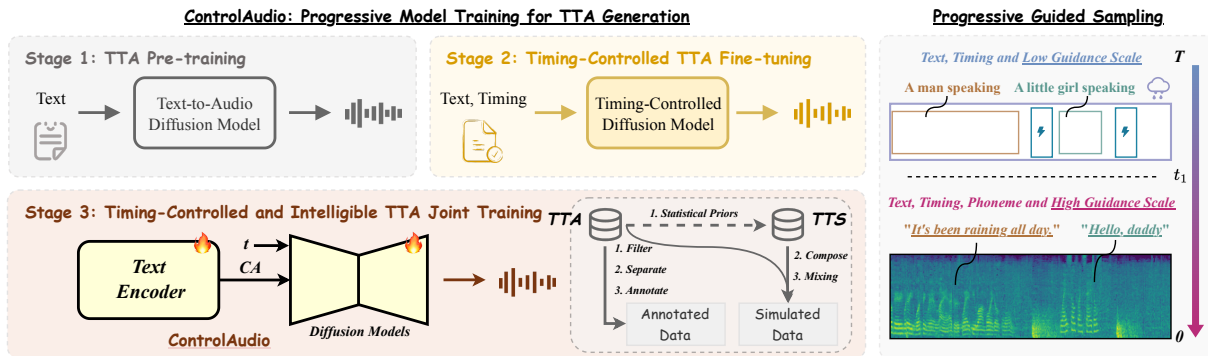 ControlAudio: Progressive Model Training for TTA Generation
Stage 1: TTA Pre-training
Text
Text-to-Audio
Diffusion Model
Stage 2: Timing-Controlled TTA Fine-tuning
Text, Timing
Timing-Controlled
Diffusion Model
Stage 3: Timing-Controlled and Intelligible TTA Joint Training
Text
Encoder
t
CA
Diffusion Models
ControlAudio
TTA
1. Statistical Priors
TTS
1. Filter
2. Separate
3. Annotate
2. Compose
3. Mixing
Annotated
Data
Simulated
Data
Progressive Guided Sampling
Text, Timing and Low Guidance Scale
T
A man speaking
A little girl speaking
t1
Text, Timing, Phoneme and High Guidance Scale
"It's been raining all day."
"Hello, daddy"
0